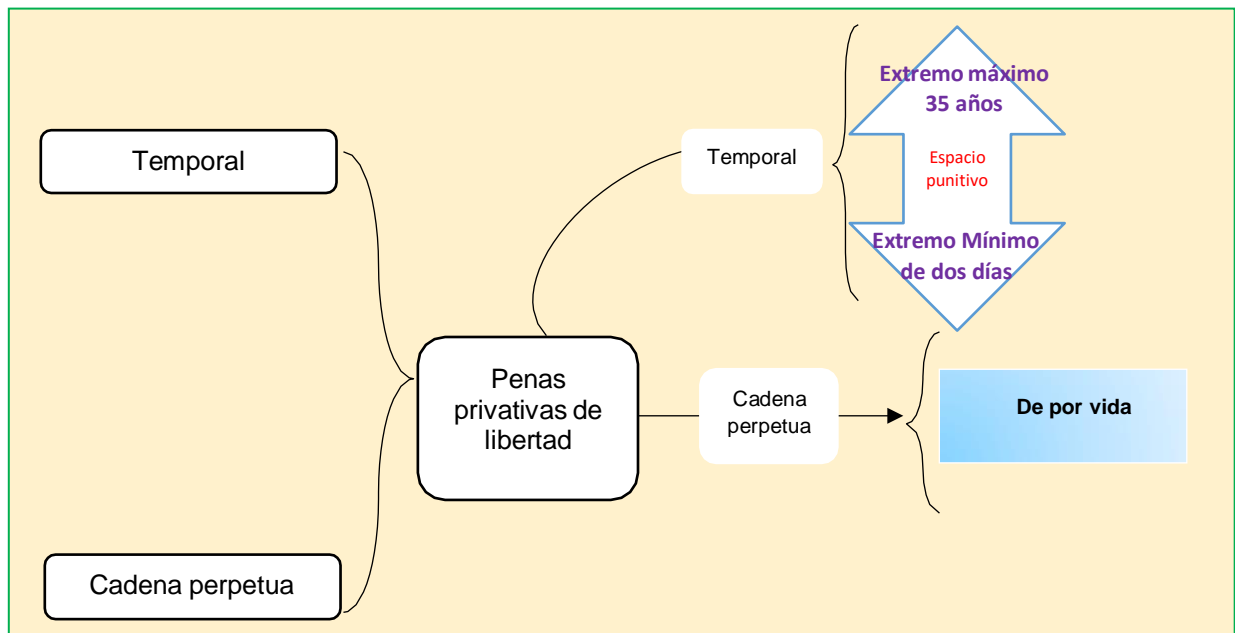 Temporal
Cadena perpetua
Penas
privativas de
libertad
Temporal
Extremo máximo
35 años
Espacio
punitivo
Extremo Mínimo
de dos días
Cadena
perpetua
De por vida